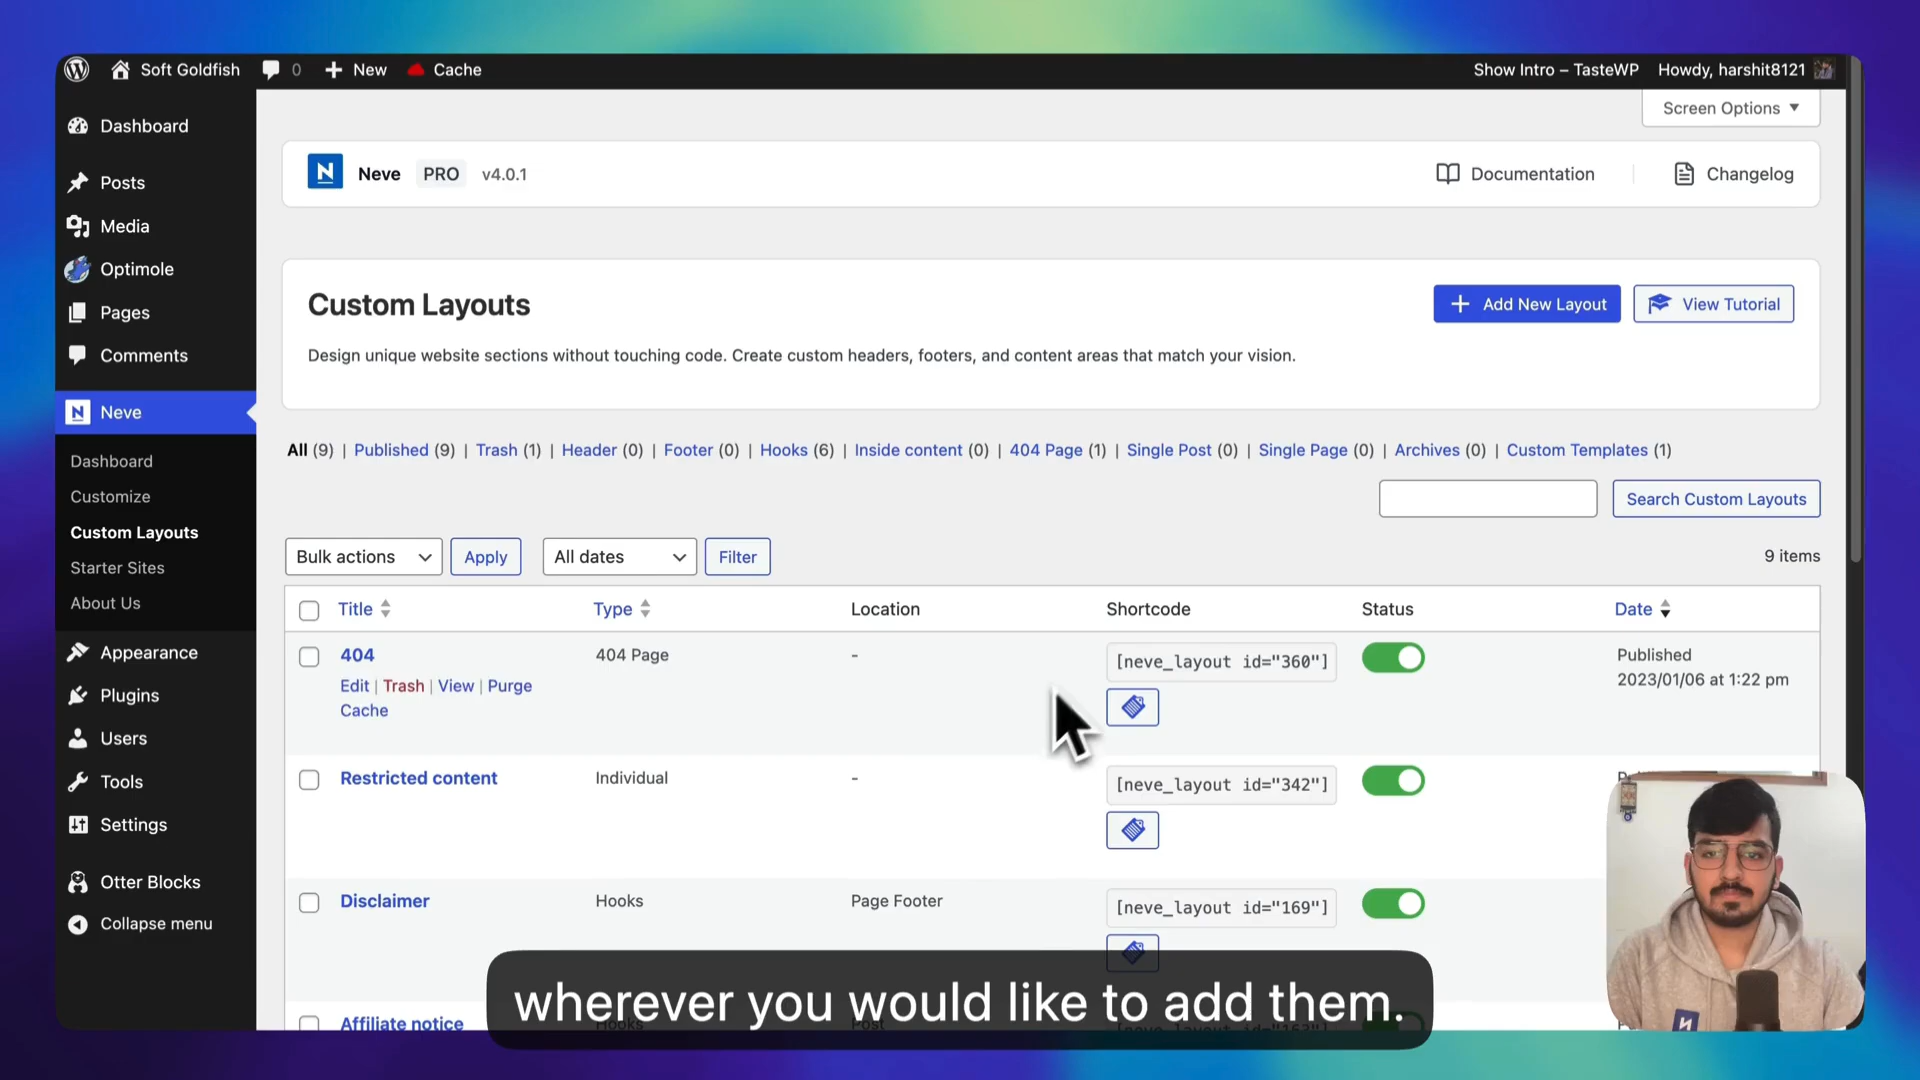 Soft Goldfish 0 New Cache Show Intro – TasteWP Howdy, harshit8121
Screen Options
Dashboard
Posts
Media
Optimole
Pages
Comments
Neve
Dashboard
Customize
Custom Layouts
Starter Sites
About Us
Appearance
Plugins
Users
Tools
Settings
Otter Blocks
Collapse menu
N Neve PRO v4.0.1 Documentation Changelog
Custom Layouts
Add New Layout View Tutorial
Design unique website sections without touching code. Create custom headers, footers, and content areas that match your vision.
All (9) | Published (9) | Trash (1) | Header (0) | Footer (0) | Hooks (6) | Inside content (0) | 404 Page (1) | Single Post (0) | Single Page (0) | Archives (0) | Custom Templates (1)
Search Custom Layouts
Bulk actions Apply All dates Filter 9 items
Title Type Location Shortcode Status Date
404 404 Page - [neve_layout id="360"] Published
2023/01/06 at 1:22 pm
Edit | Trash | View | Purge
Cache
Restricted content Individual - [neve_layout id="342"]
Disclaimer Hooks Page Footer [neve_layout id="169"]
Affiliate notice Hooks Post
wherever you would like to add them.